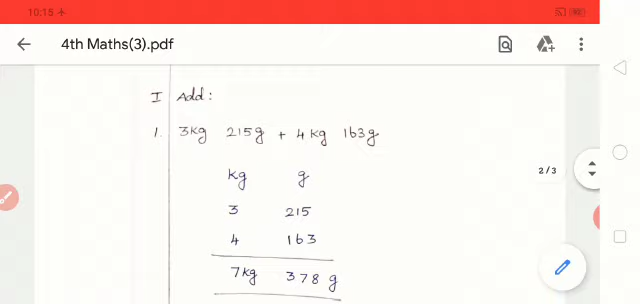 10:15
4th Maths(3).pdf
I Add:
1. 3kg 215g + 4kg 163g
kg g
2/3
3 215
4 163
7kg 378 g